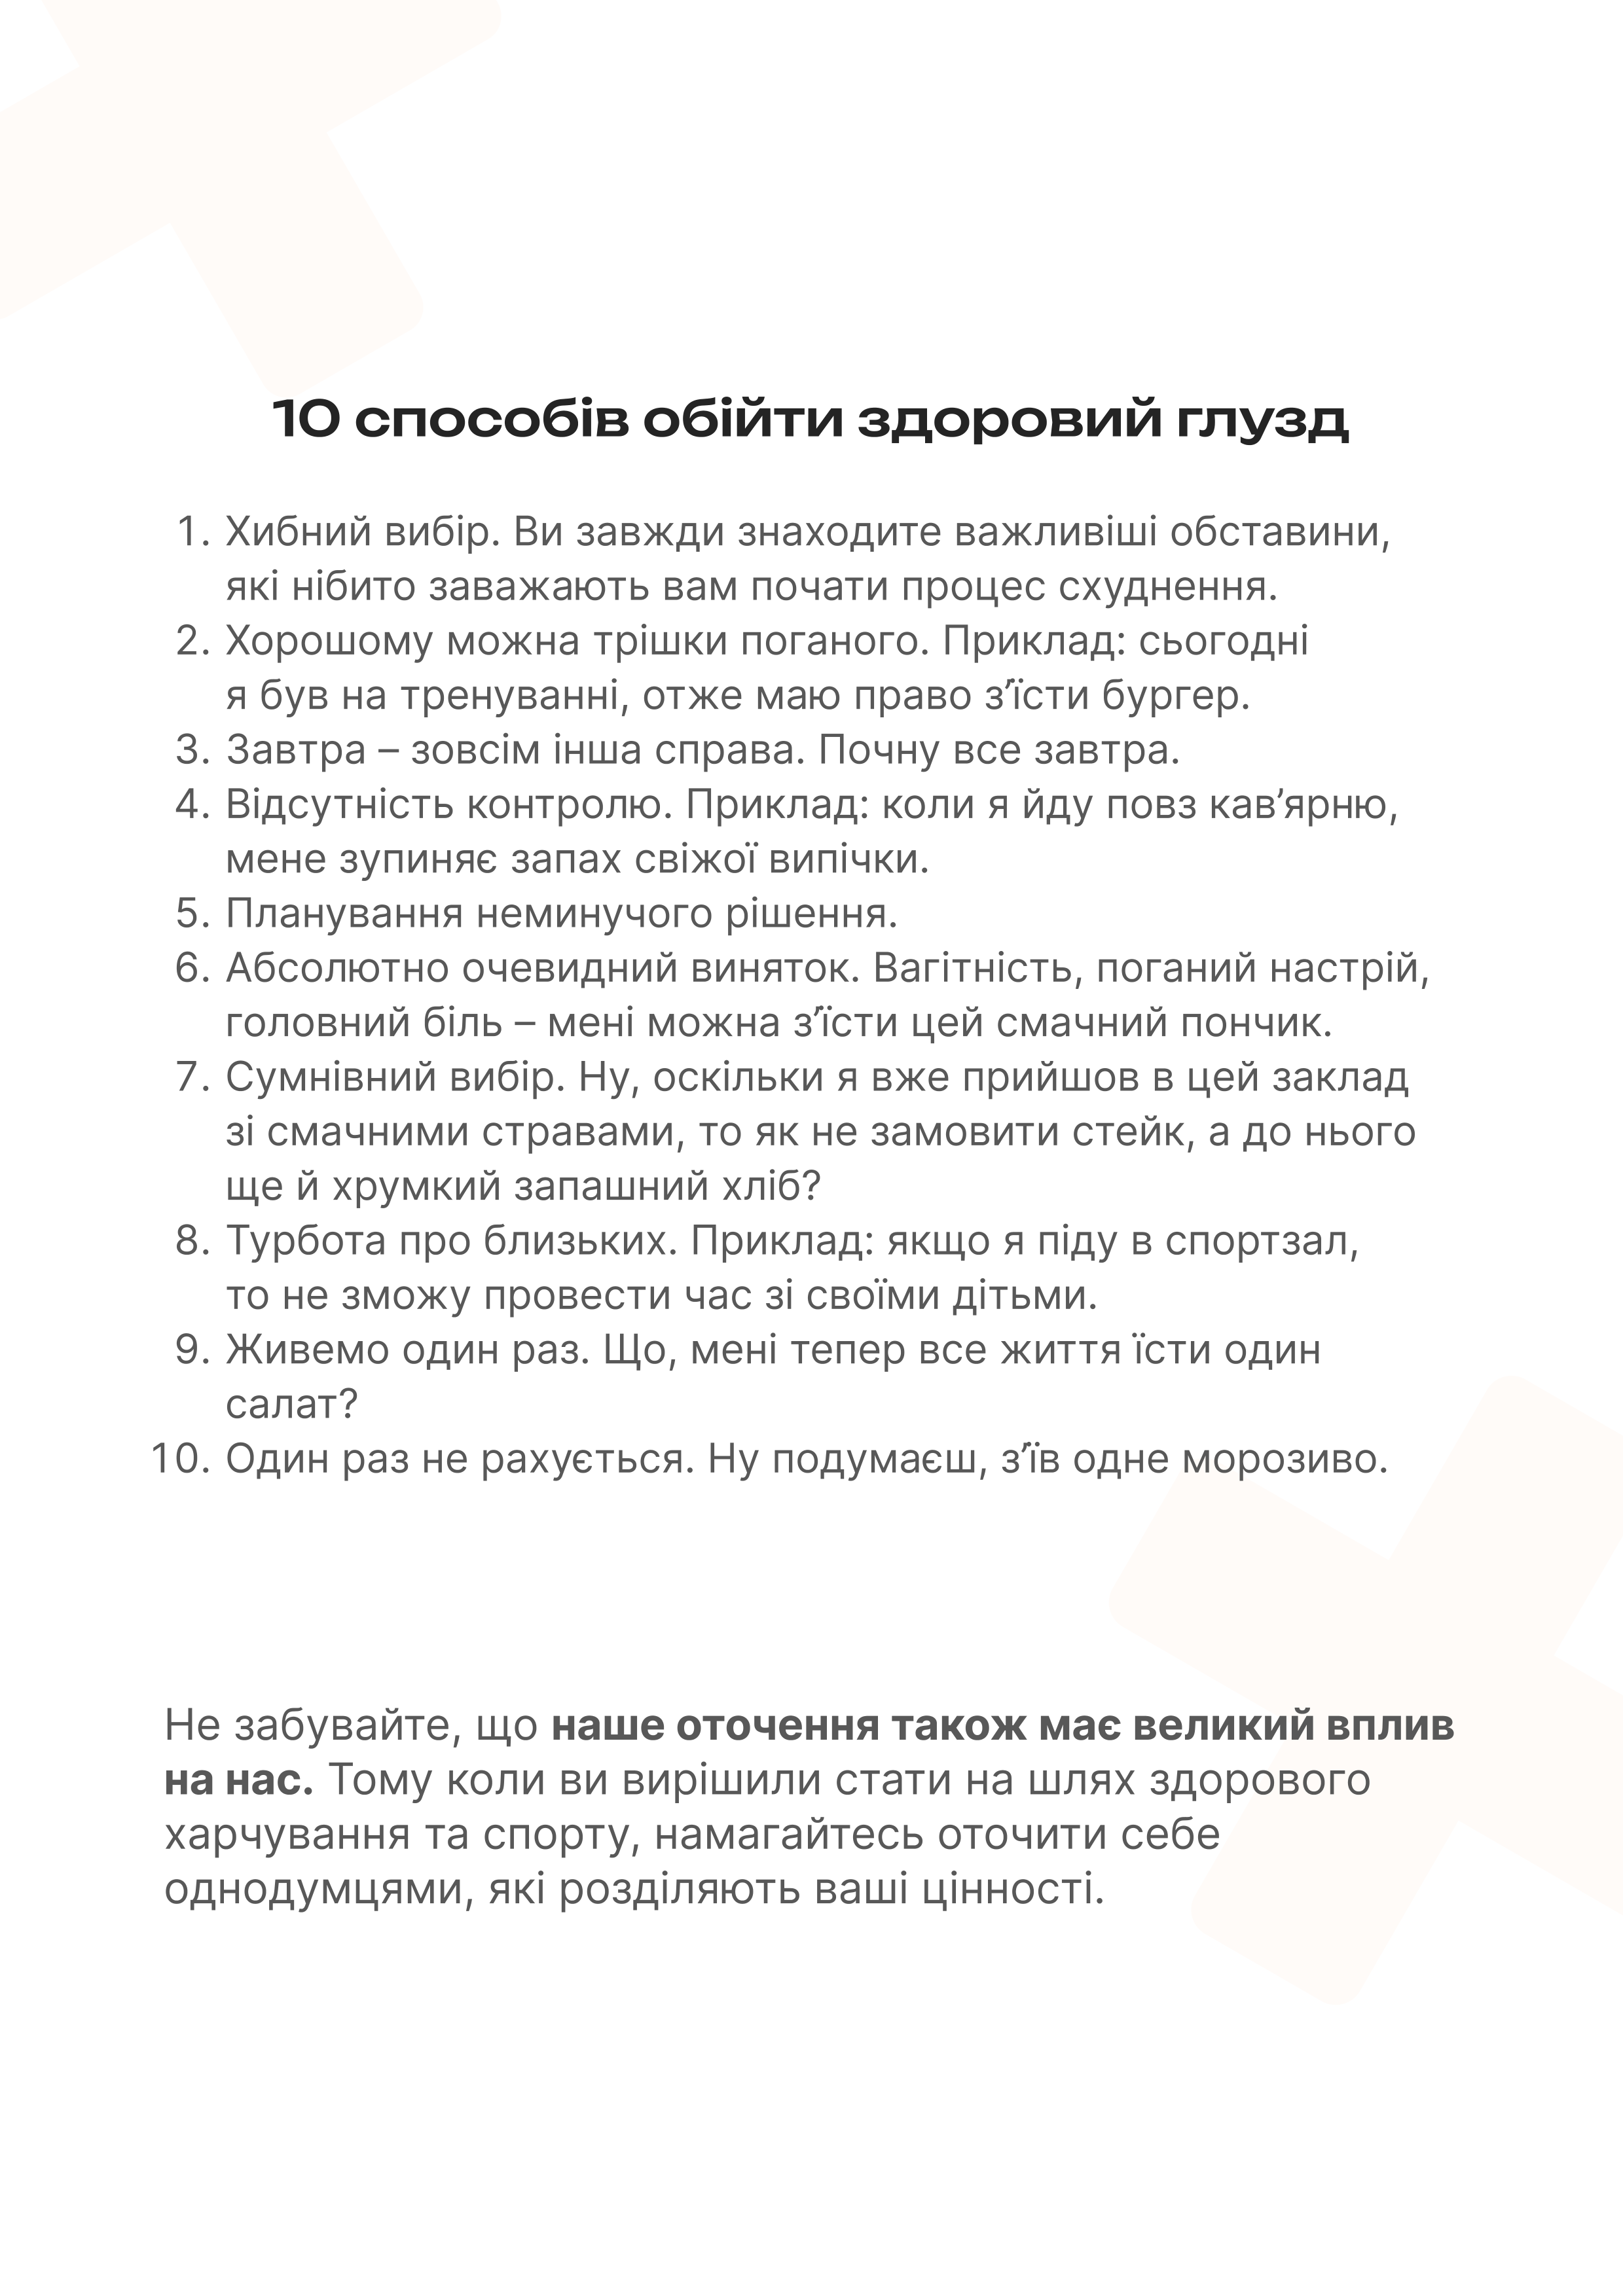 10 способів обійти здоровий глузд
1. Хибний вибір. Ви завжди знаходите важливіші обставини,
які нібито заважають вам почати процес схуднення.
2. Хорошому можна трішки поганого. Приклад: сьогодні
я був на тренуванні, отже маю право з’їсти бургер.
3. Завтра – зовсім інша справа. Почну все завтра.
4. Відсутність контролю. Приклад: коли я йду повз кав’ярню,
мене зупиняє запах свіжої випічки.
5. Планування неминучого рішення.
6. Абсолютно очевидний виняток. Вагітність, поганий настрій,
головний біль – мені можна з’їсти цей смачний пончик.
7. Сумнівний вибір. Ну, оскільки я вже прийшов в цей заклад
зі смачними стравами, то як не замовити стейк, а до нього
ще й хрумкий запашний хліб?
8. Турбота про близьких. Приклад: якщо я піду в спортзал,
то не зможу провести час зі своїми дітьми.
9. Живемо один раз. Що, мені тепер все життя їсти один
салат?
10. Один раз не рахується. Ну подумаєш, з’їв одне морозиво.
Не забувайте, що наше оточення також має великий вплив
на нас. Тому коли ви вирішили стати на шлях здорового
харчування та спорту, намагайтесь оточити себе
однодумцями, які розділяють ваші цінності.